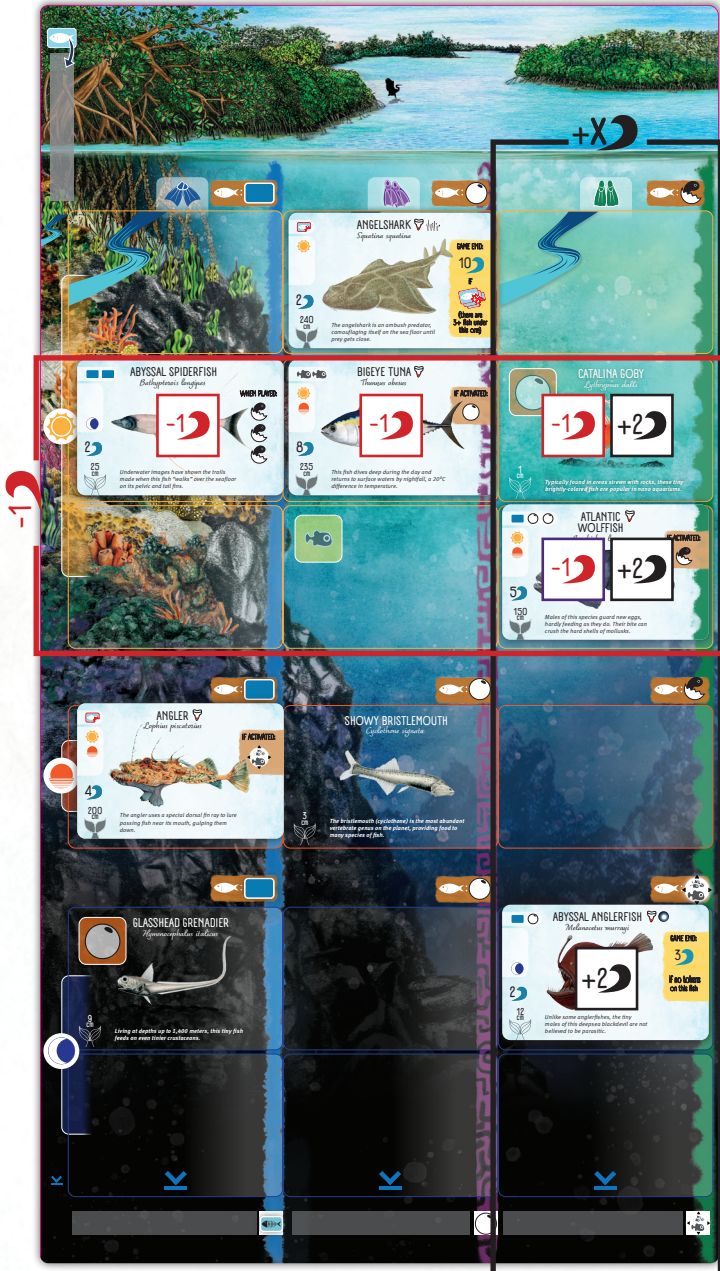 +X
ANGELSHARK
Squatina squatina
GAME END:
10
IF
(there are
3+ fish under
this one)
2
240
cm
The angelshark is an ambush predator,
camouflaging itself on the sea floor until
prey gets close.
-1
ABYSSAL SPIDERFISH
Bathypterois longipes
WHEN PLAYED:
-1
2
25
cm
Underwater images have shown the trails
made when this fish "walks" over the seafloor
on its pelvic and tail fins.
BIGEYE TUNA
Thunnus obesus
IF ACTIVATED:
-1
8
235
cm
This fish dives deep during the day and
returns to surface waters by nightfall, a 20°C
difference in temperature.
CATALINA GOBY
Lythrypnus dalli
-1
+2
1
cm
Typically found in areas strewn with rocks, these tiny
brightly-colored fish are popular in nano aquariums.
ATLANTIC
WOLFFISH
IF ACTIVATED:
-1
+2
5
150
cm
Males of this species guard new eggs,
hardly feeding as they do. Their bite can
crush the hard shells of mollusks.
ANGLER
Lophius piscatorius
IF ACTIVATED:
4
200
cm
The angler uses a special dorsal fin ray to lure
passing fish near its mouth, gulping them
down.
SHOWY BRISTLEMOUTH
Cyclothone signata
3
cm
The bristlemouth (cyclothone) is the most abundant
vertebrate genus on the planet, providing food to
many species of fish.
GLASSHEAD GRENADIER
Hymenocephalus italicus
9
cm
Living at depths up to 1,400 meters, this tiny fish
feeds on even tinier crustaceans.
ABYSSAL ANGLERFISH
Melanocetus murrayi
GAME END:
3
If no tokens
on this fish
+2
2
12
cm
Unlike some anglerfishes, the tiny
males of this deepsea blackdevil are not
believed to be parasitic.